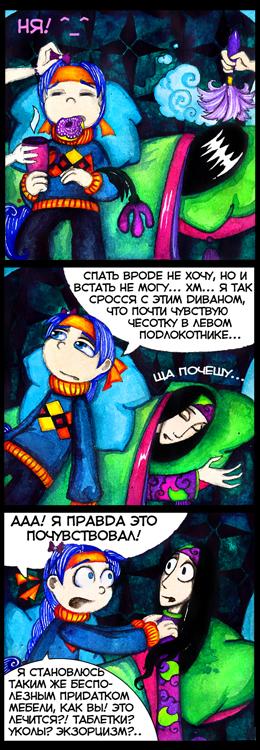 НЯ! ^_^
СПАТЬ ВРОДЕ НЕ ХОЧУ, НО И
ВСТАТЬ НЕ МОГУ... ХМ... Я ТАК
СРОССЯ С ЭТИМ ДИВАНОМ,
ЧТО ПОЧТИ ЧУВСТВУЮ
ЧЕСОТКУ В ЛЕВОМ
ПОДЛОКОТНИКЕ...
ЩА ПОЧЕШУ...
ААА! Я ПРАВДА ЭТО
ПОЧУВСТВОВАЛ!
Я СТАНОВЛЮСЬ
ТАКИМ ЖЕ БЕСПО-
ЛЕЗНЫМ ПРИДАТКОМ
МЕБЕЛИ, КАК ВЫ! ЭТО
ЛЕЧИТСЯ?! ТАБЛЕТКИ?
УКОЛЫ? ЭКЗОРЦИЗМ?..